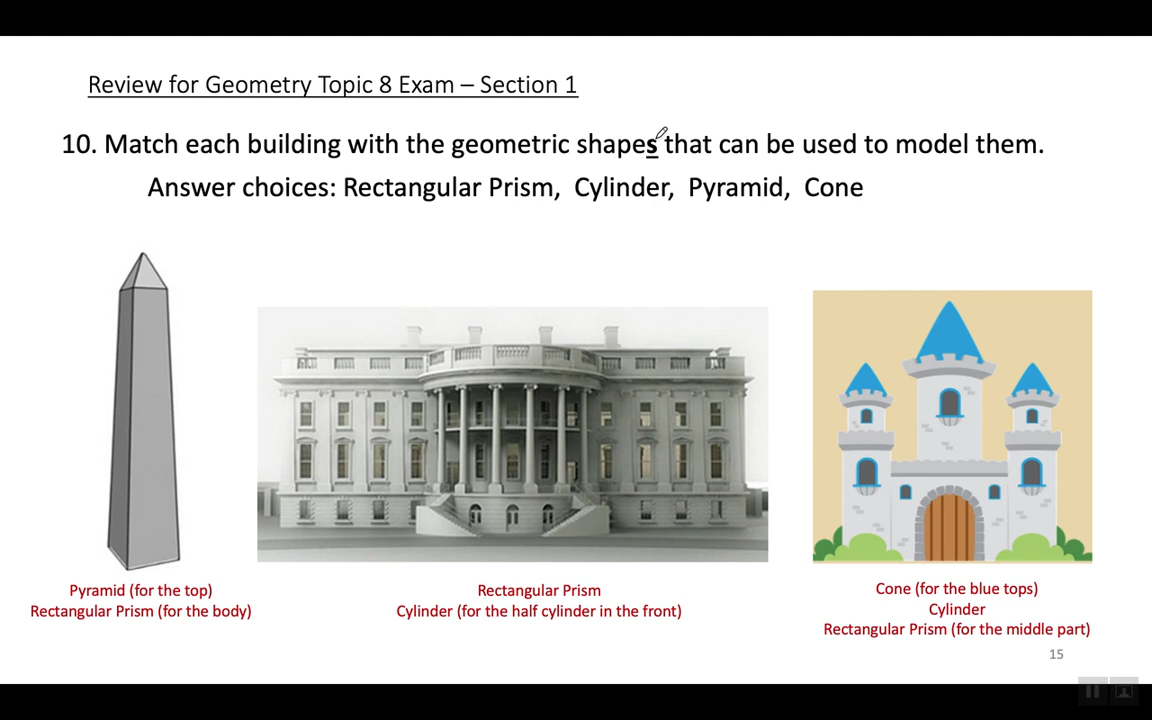 Review for Geometry Topic 8 Exam – Section 1
10. Match each building with the geometric shapes that can be used to model them.
Answer choices: Rectangular Prism, Cylinder, Pyramid, Cone
Pyramid (for the top)
Rectangular Prism (for the body)
Rectangular Prism
Cylinder (for the half cylinder in the front)
Cone (for the blue tops)
Cylinder
Rectangular Prism (for the middle part)
15